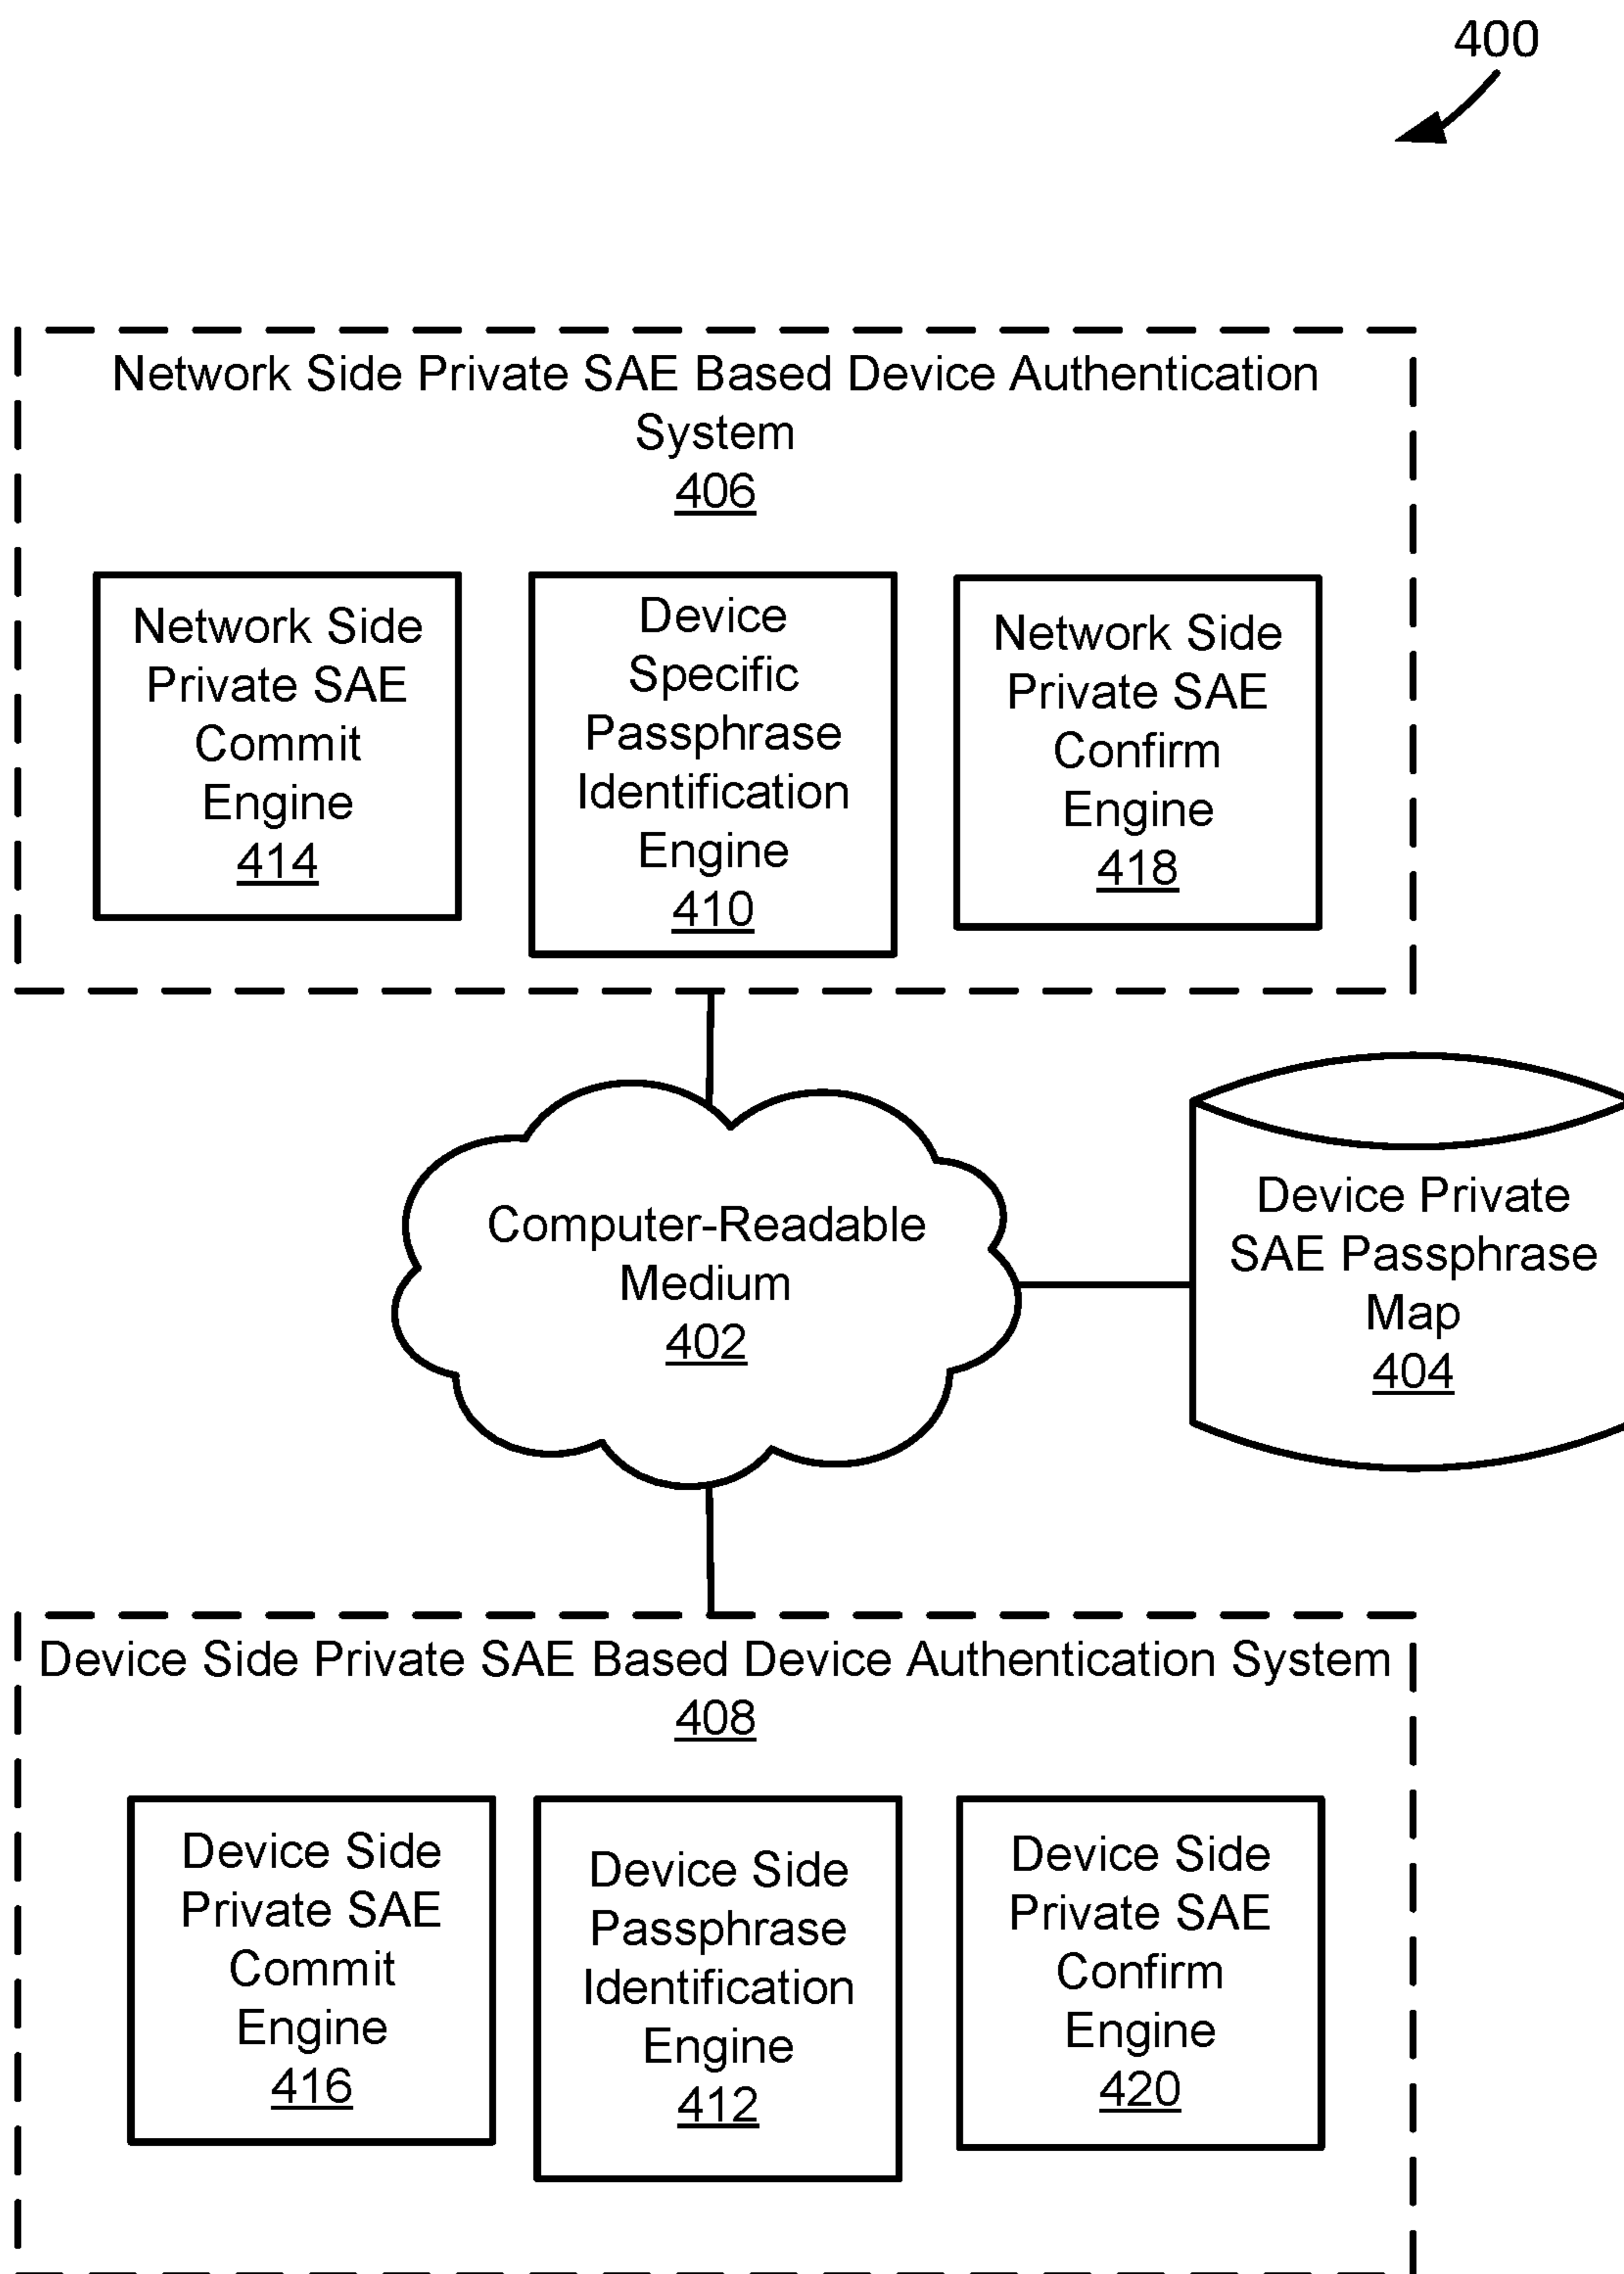 400
Network Side Private SAE Based Device Authentication
System
406
Network Side
Private SAE
Commit
Engine
414
Device
Specific
Passphrase
Identification
Engine
410
Network Side
Private SAE
Confirm
Engine
418
Computer-Readable
Medium
402
Device Private
SAE Passphrase
Map
404
Device Side Private SAE Based Device Authentication System
408
Device Side
Private SAE
Commit
Engine
416
Device Side
Passphrase
Identification
Engine
412
Device Side
Private SAE
Confirm
Engine
420